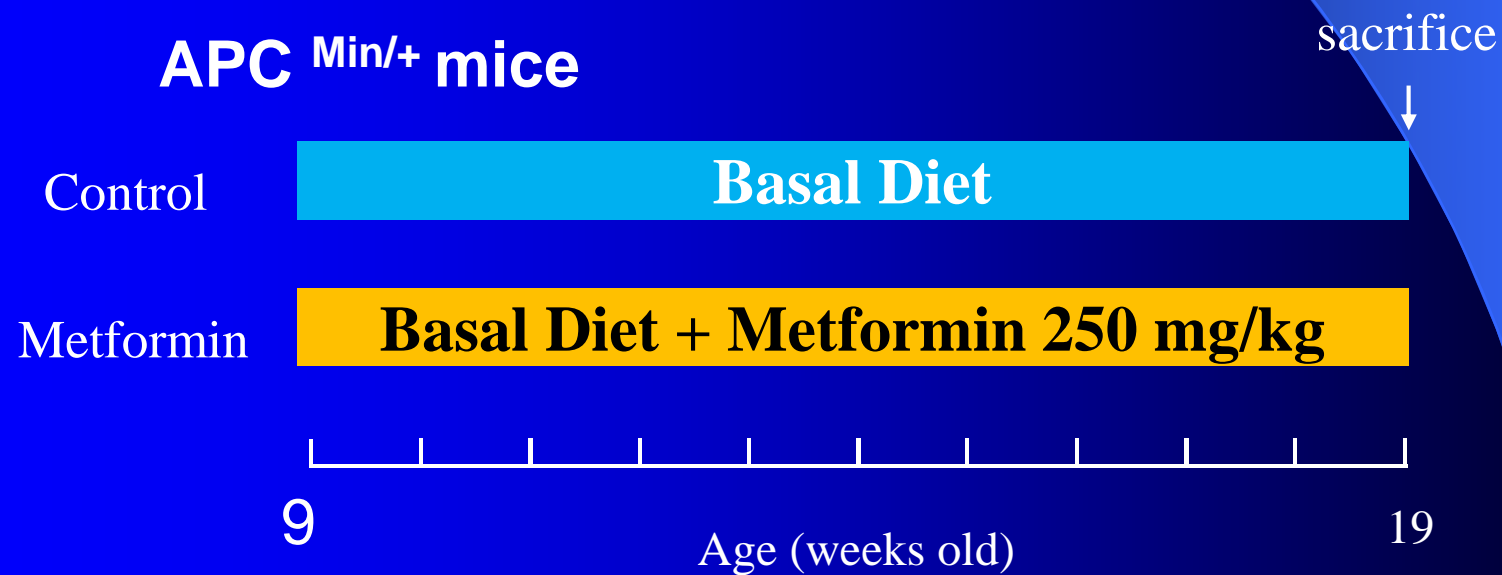 sacrifice
APC Min/+ mice
Control
Basal Diet
Metformin
Basal Diet + Metformin 250 mg/kg
9
19
Age (weeks old)